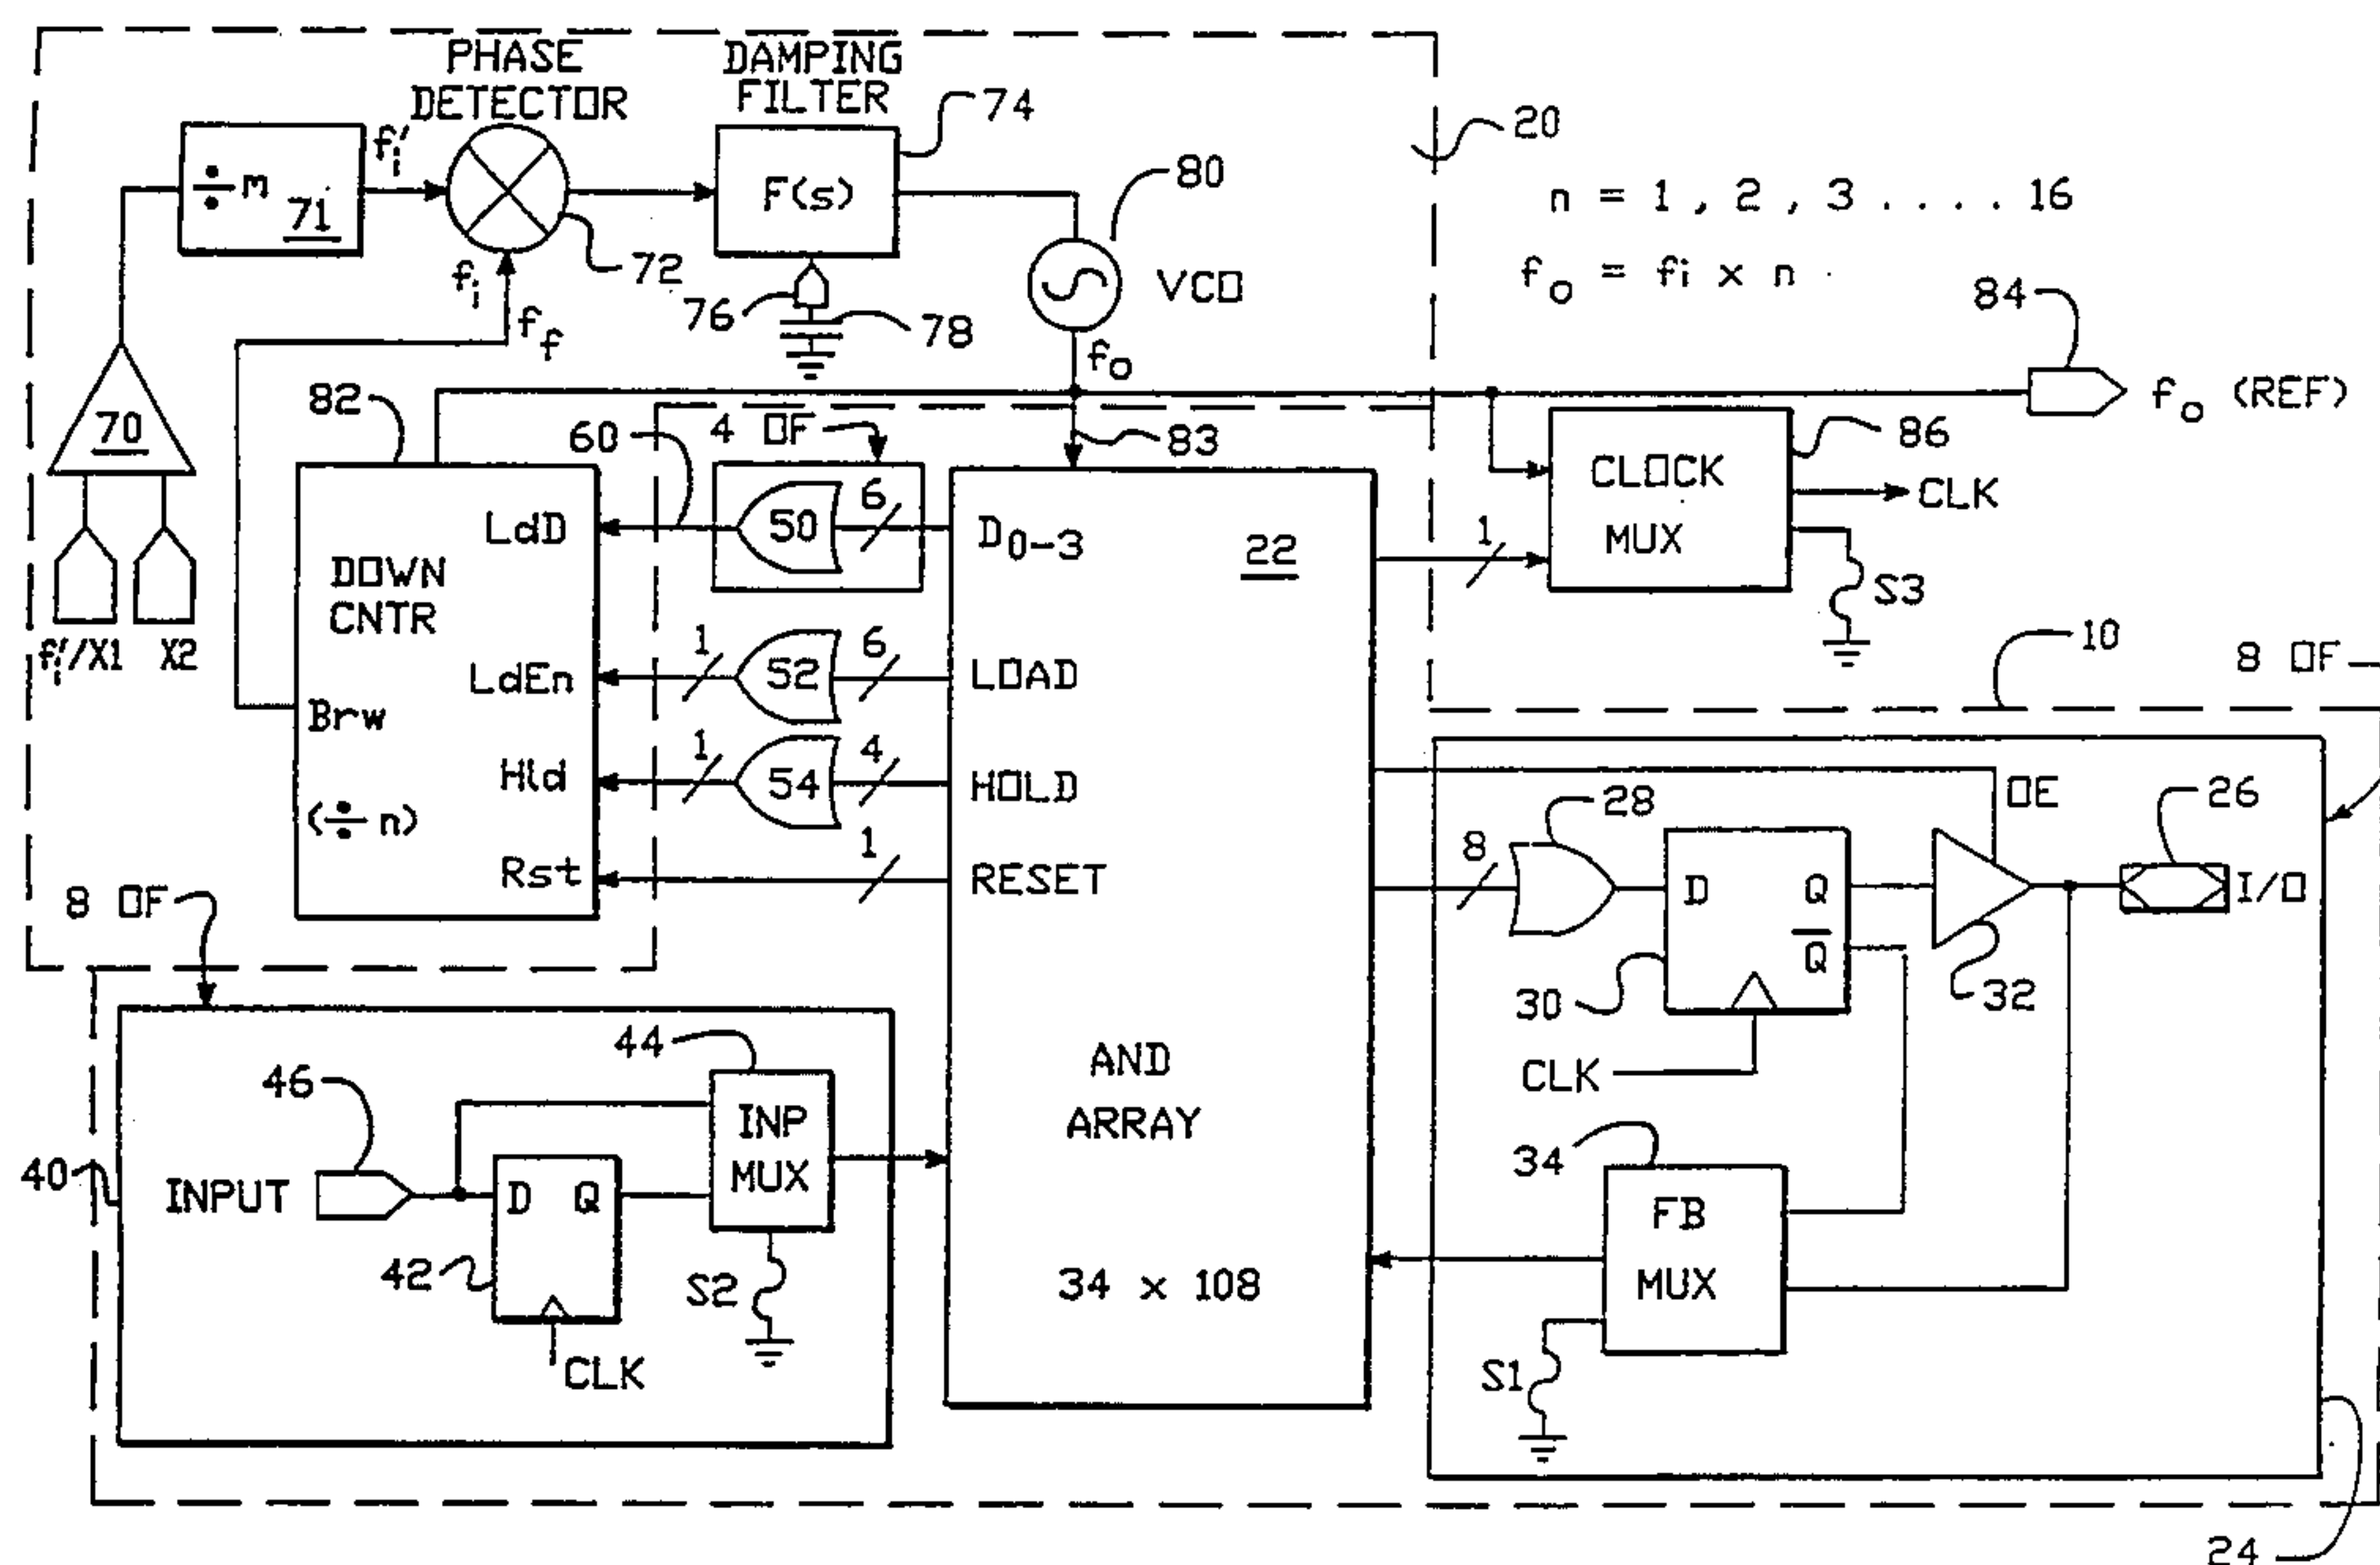 PHASE
DETECTOR
DAMPING
FILTER
74
20
80
÷ m
71
fi'
F(s)
n = 1 , 2 , 3 . . . . 16
fi
72
76
78
VCO
fo = fi x n
84
ff
fo
82
70
60
4 OF
83
86
fo (REF)
LdD
50
6
D0-3
22
1
CLOCK
MUX
CLK
S3
DOWN
CNTR
fi'/X1
X2
LdEn
1
52
6
LOAD
10
8 OF
Brw
Hld
1
54
4
HOLD
OE
26
28
(÷ n)
Rst
1
RESET
8
D
Q
I/O
8 OF
Q̅
30
32
44
AND
ARRAY
CLK
46
INP
MUX
34
40
INPUT
D
Q
FB
MUX
42
S2
34 x 108
CLK
S1
24